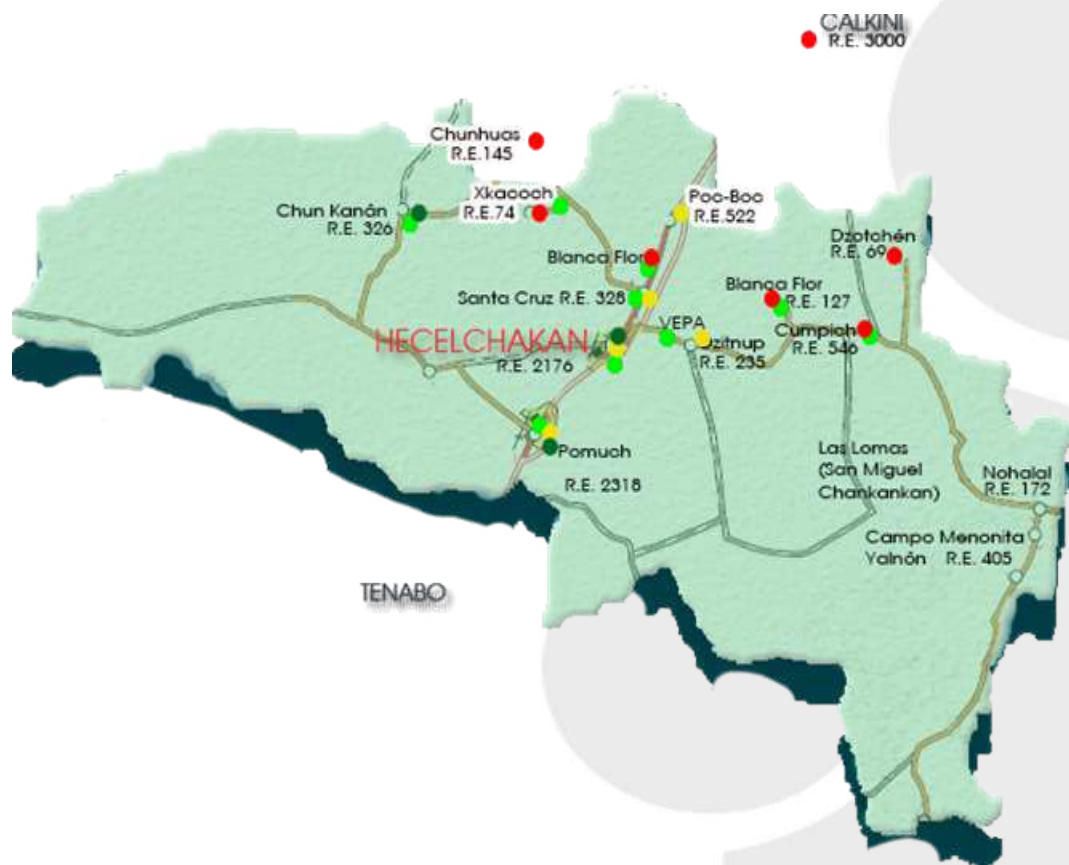 CALKINI
R.E. 3000
Chunhuas
R.E.145
Xkacoch
R.E.74
Poc-Boc
R.E.522
Chun Kanán
R.E. 326
Dzotchén
R.E. 69
Blanca Flor
Blanca Flor
R.E. 127
Santa Cruz R.E. 328
VEPA
Cumpich
R.E. 546
HECELCHAKAN
R.E. 2176
Dzitnup
R.E. 235
Pomuch
R.E. 2318
Las Lomas
(San Miguel
Chankankan)
Nohalal
R.E. 172
Campo Menonita
Yalnón R.E. 405
TENABO